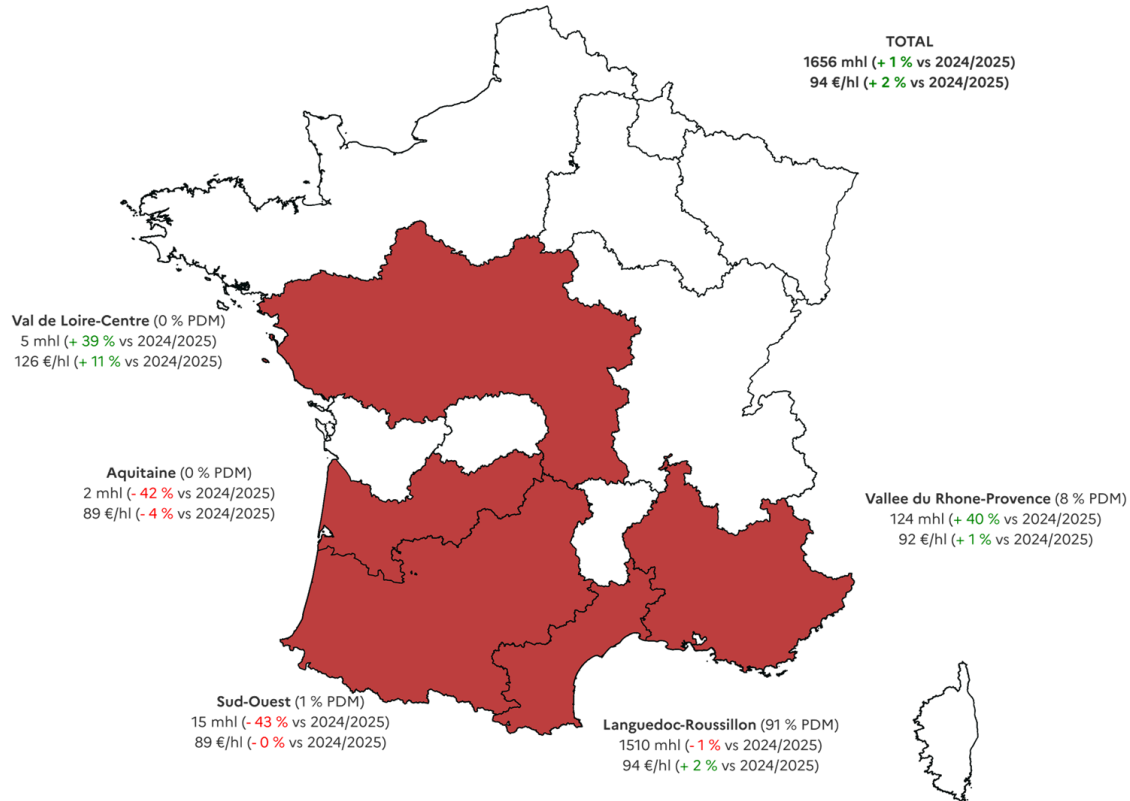 TOTAL
1656 mhl (+ 1 % vs 2024/2025)
94 €/hl (+ 2 % vs 2024/2025)
Val de Loire-Centre (0 % PDM)
5 mhl (+ 39 % vs 2024/2025)
126 €/hl (+ 11 % vs 2024/2025)
Aquitaine (0 % PDM)
2 mhl (- 42 % vs 2024/2025)
89 €/hl (- 4 % vs 2024/2025)
Vallee du Rhone-Provence (8 % PDM)
124 mhl (+ 40 % vs 2024/2025)
92 €/hl (+ 1 % vs 2024/2025)
Sud-Ouest (1 % PDM)
15 mhl (- 43 % vs 2024/2025)
89 €/hl (- 0 % vs 2024/2025)
Languedoc-Roussillon (91 % PDM)
1510 mhl (- 1 % vs 2024/2025)
94 €/hl (+ 2 % vs 2024/2025)